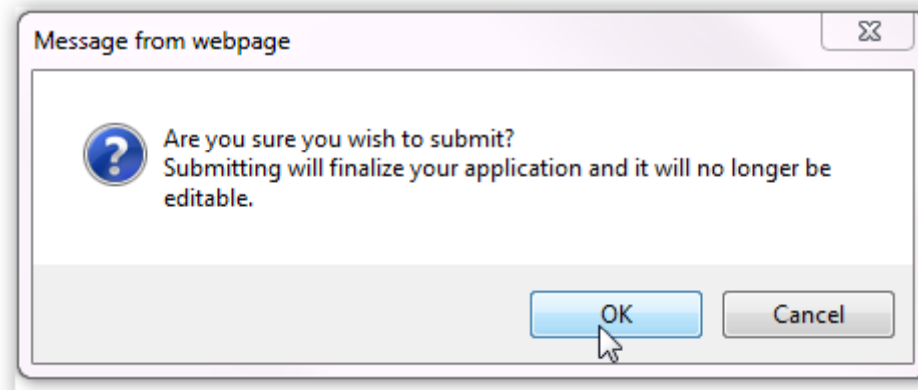 Message from webpage
Are you sure you wish to submit?
Submitting will finalize your application and it will no longer be
editable.
OK
Cancel